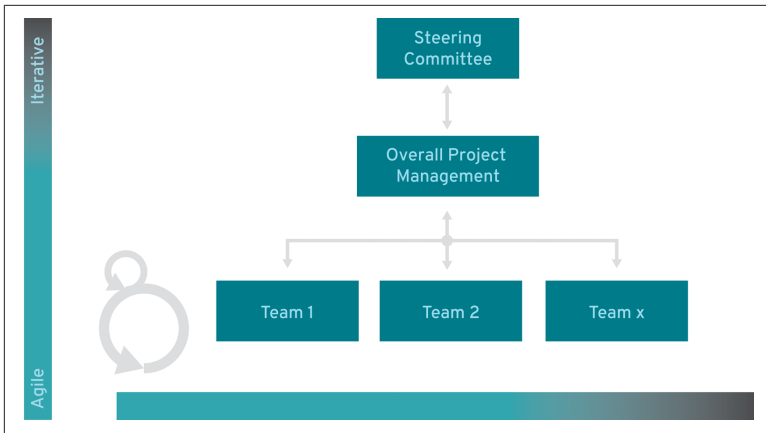 Iterative
Steering
Committee
Overall Project
Management
Team 1
Team 2
Team x
Agile